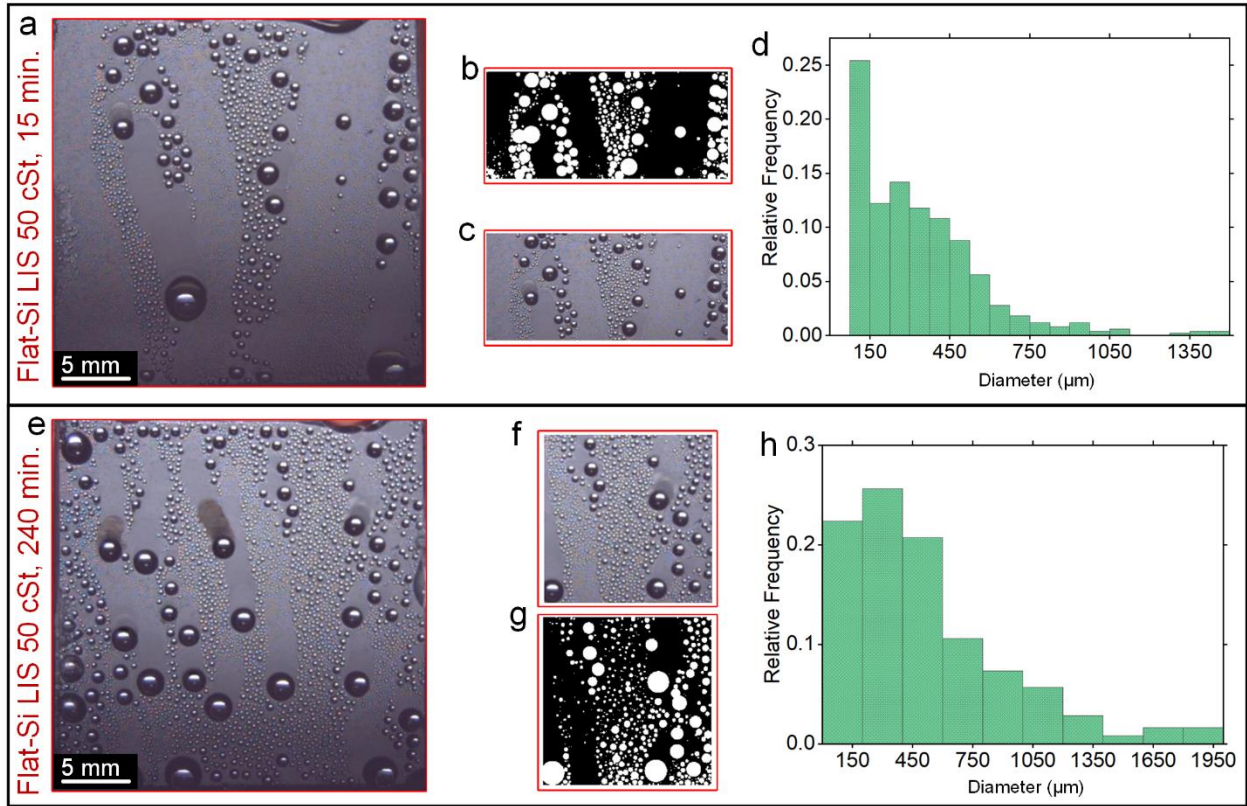 a
Flat-Si LIS 50 cSt, 15 min.
5 mm
b
c
d
0.25
0.20
0.15
0.10
0.05
0.00
Relative Frequency
150 450 750 1050 1350
Diameter (µm)
e
Flat-Si LIS 50 cSt, 240 min.
5 mm
f
g
h
0.3
0.2
0.1
0.0
Relative Frequency
150 450 750 1050 1350 1650 1950
Diameter (µm)